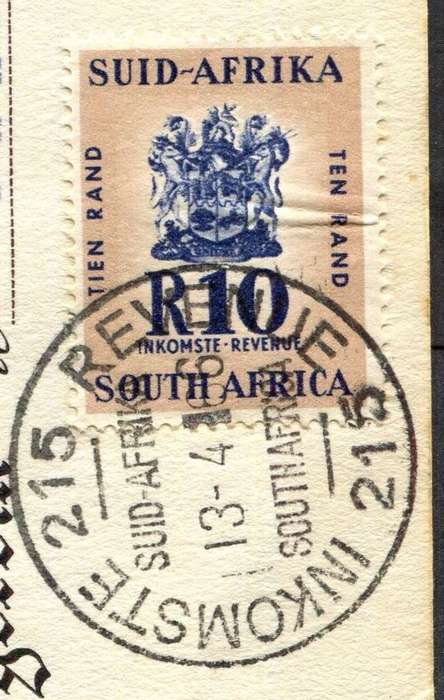 SUID-AFRIKA
TIEN RAND
TEN RAND
R10
INKOMSTE-REVENUE
SOUTH AFRICA
REVENUE
215
215
INKOMSTE
SUID-AFRIKA
13-4
SOUTH AFRICA